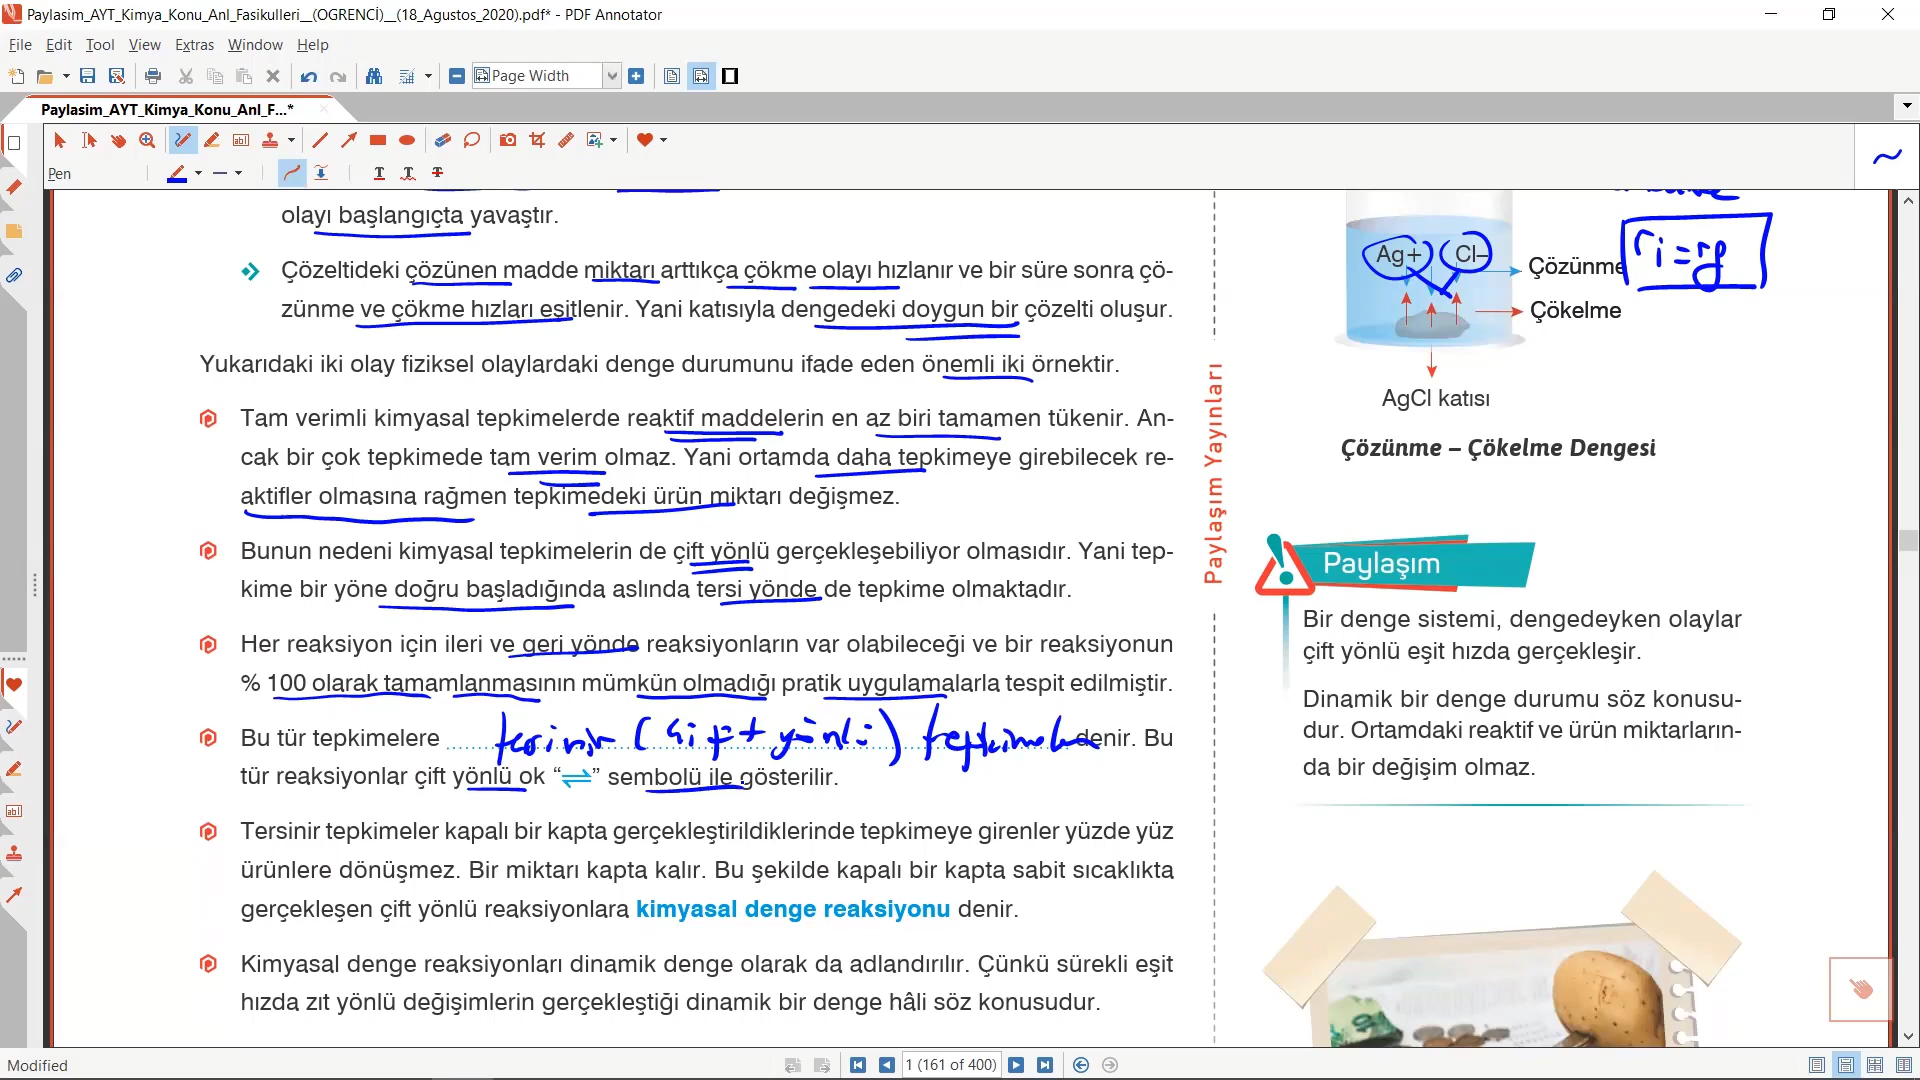 Paylasim_AYT_Kimya_Konu_Anl_Fasikulleri__(OGRENCİ)__(18_Agustos_2020).pdf* - PDF Annotator
File Edit Tool View Extras Window Help
Page Width
Paylasim_AYT_Kimya_Konu_Anl_F...*
Pen
olayı başlangıçta yavaştır.
Çözeltideki çözünen madde miktarı arttıkça çökme olayı hızlanır ve bir süre sonra çö-
zünme ve çökme hızları eşitlenir. Yani katısıyla dengedeki doygun bir çözelti oluşur.
Yukarıdaki iki olay fiziksel olaylardaki denge durumunu ifade eden önemli iki örnektir.
Tam verimli kimyasal tepkimelerde reaktif maddelerin en az biri tamamen tükenir. An-
cak bir çok tepkimede tam verim olmaz. Yani ortamda daha tepkimeye girebilecek re-
aktifler olmasına rağmen tepkimedeki ürün miktarı değişmez.
Bunun nedeni kimyasal tepkimelerin de çift yönlü gerçekleşebiliyor olmasıdır. Yani tep-
kime bir yöne doğru başladığında aslında tersi yönde de tepkime olmaktadır.
Her reaksiyon için ileri ve geri yönde reaksiyonların var olabileceği ve bir reaksiyonun
% 100 olarak tamamlanmasının mümkün olmadığı pratik uygulamalarla tespit edilmiştir.
Bu tür tepkimelere tersinir (çift yönlü) tepkimeler denir. Bu
tür reaksiyonlar çift yönlü ok “⇌” sembolü ile gösterilir.
Tersinir tepkimeler kapalı bir kapta gerçekleştirildiklerinde tepkimeye girenler yüzde yüz
ürünlere dönüşmez. Bir miktarı kapta kalır. Bu şekilde kapalı bir kapta sabit sıcaklıkta
gerçekleşen çift yönlü reaksiyonlara kimyasal denge reaksiyonu denir.
Kimyasal denge reaksiyonları dinamik denge olarak da adlandırılır. Çünkü sürekli eşit
hızda zıt yönlü değişimlerin gerçekleştiği dinamik bir denge hâli söz konusudur.
Paylaşım Yayınları
Ag+ Cl–
Çözünme
ri = rg
Çökelme
AgCl katısı
Çözünme – Çökelme Dengesi
Paylaşım
Bir denge sistemi, dengedeyken olaylar
çift yönlü eşit hızda gerçekleşir.
Dinamik bir denge durumu söz konusu-
dur. Ortamdaki reaktif ve ürün miktarların-
da bir değişim olmaz.
Modified
1 (161 of 400)